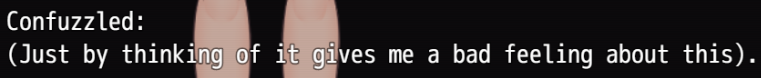 Confuzzled:
(Just by thinking of it gives me a bad feeling about this).